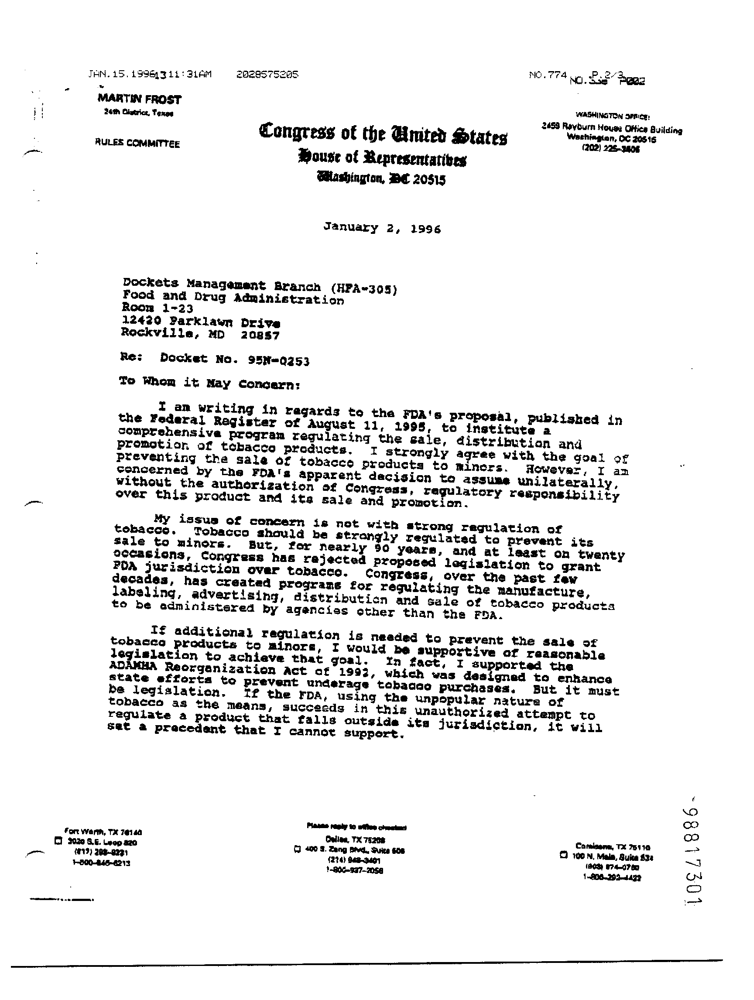 JAN.15.1996 11:31AM 2028575205 NO.774 P.2/3
MARTIN FROST
24th District, Texas
RULES COMMITTEE
Congress of the United States
House of Representatives
Washington, DC 20515
WASHINGTON OFFICE:
2459 Rayburn House Office Building
Washington, DC 20515
(202) 225-3605
January 2, 1996
Dockets Management Branch (HFA-305)
Food and Drug Administration
Room 1-23
12420 Parklawn Drive
Rockville, MD 20857
Re: Docket No. 95N-0253
To Whom it May Concern:
I am writing in regards to the FDA's proposal, published in
the Federal Register of August 11, 1995, to institute a
comprehensive program regulating the sale, distribution and
promotion of tobacco products. I strongly agree with the goal of
preventing the sale of tobacco products to minors. However, I am
concerned by the FDA's apparent decision to assume unilaterally,
without the authorization of Congress, regulatory responsibility
over this product and its sale and promotion.
My issue of concern is not with strong regulation of
tobacco. Tobacco should be strongly regulated to prevent its
sale to minors. But, for nearly 90 years, and at least on twenty
occasions, Congress has rejected proposed legislation to grant
FDA jurisdiction over tobacco. Congress, over the past few
decades, has created programs for regulating the manufacture,
labeling, advertising, distribution and sale of tobacco products
to be administered by agencies other than the FDA.
If additional regulation is needed to prevent the sale of
tobacco products to minors, I would be supportive of reasonable
legislation to achieve that goal. In fact, I supported the
ADAMHA Reorganization Act of 1992, which was designed to enhance
state efforts to prevent underage tobacco purchases. But it must
be legislation. If the FDA, using the unpopular nature of
tobacco as the means, succeeds in this unauthorized attempt to
regulate a product that falls outside its jurisdiction, it will
set a precedent that I cannot support.
Please reply to office checked
Fort Worth, TX 76140
3020 S.E. Loop 820
(817) 293-9231
1-800-846-6213
Dallas, TX 75208
400 S. Zang Blvd., Suite 506
(214) 948-3401
1-800-937-2056
Corsicana, TX 75110
100 N. Main, Suite 534
(903) 874-0760
1-800-292-4422
98817301